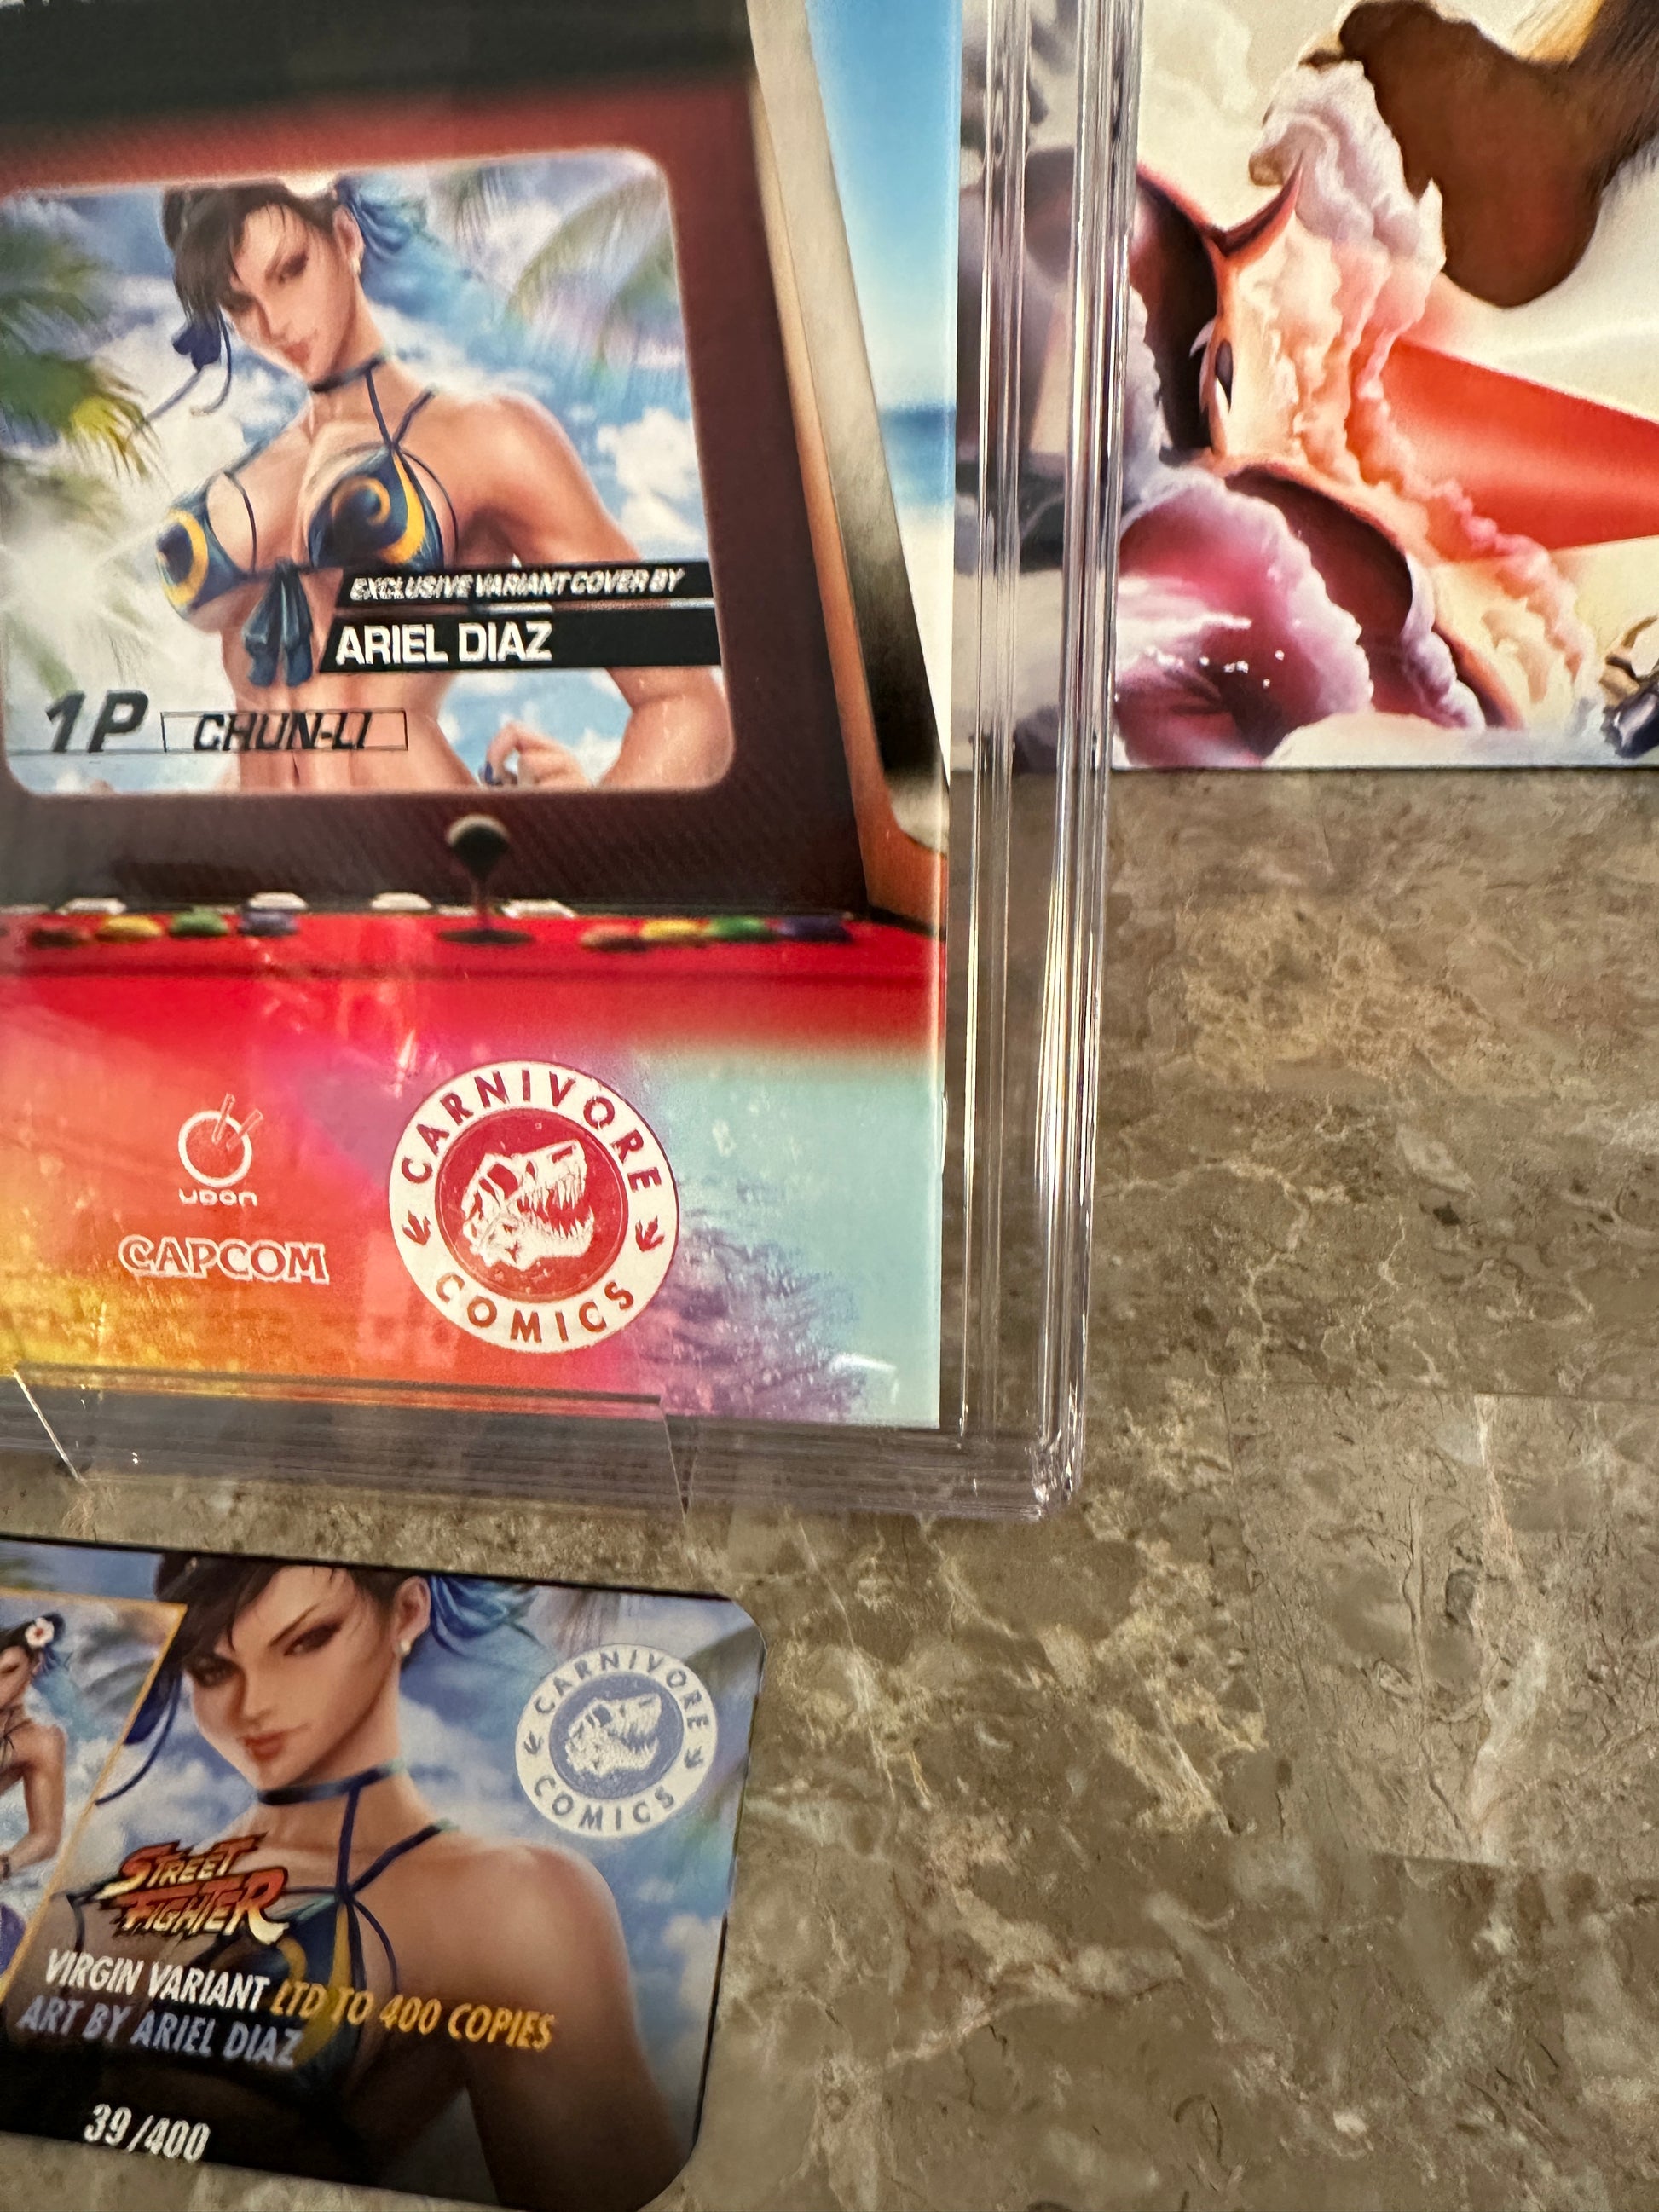 EXCLUSIVE VARIANT COVER BY
ARIEL DIAZ
1P CHUN-LI
UDON
CAPCOM
CARNIVORE
COMICS
CARNIVORE
COMICS
STREET
FIGHTER
VIRGIN VARIANT LTD TO 400 COPIES
ART BY ARIEL DIAZ
39/400